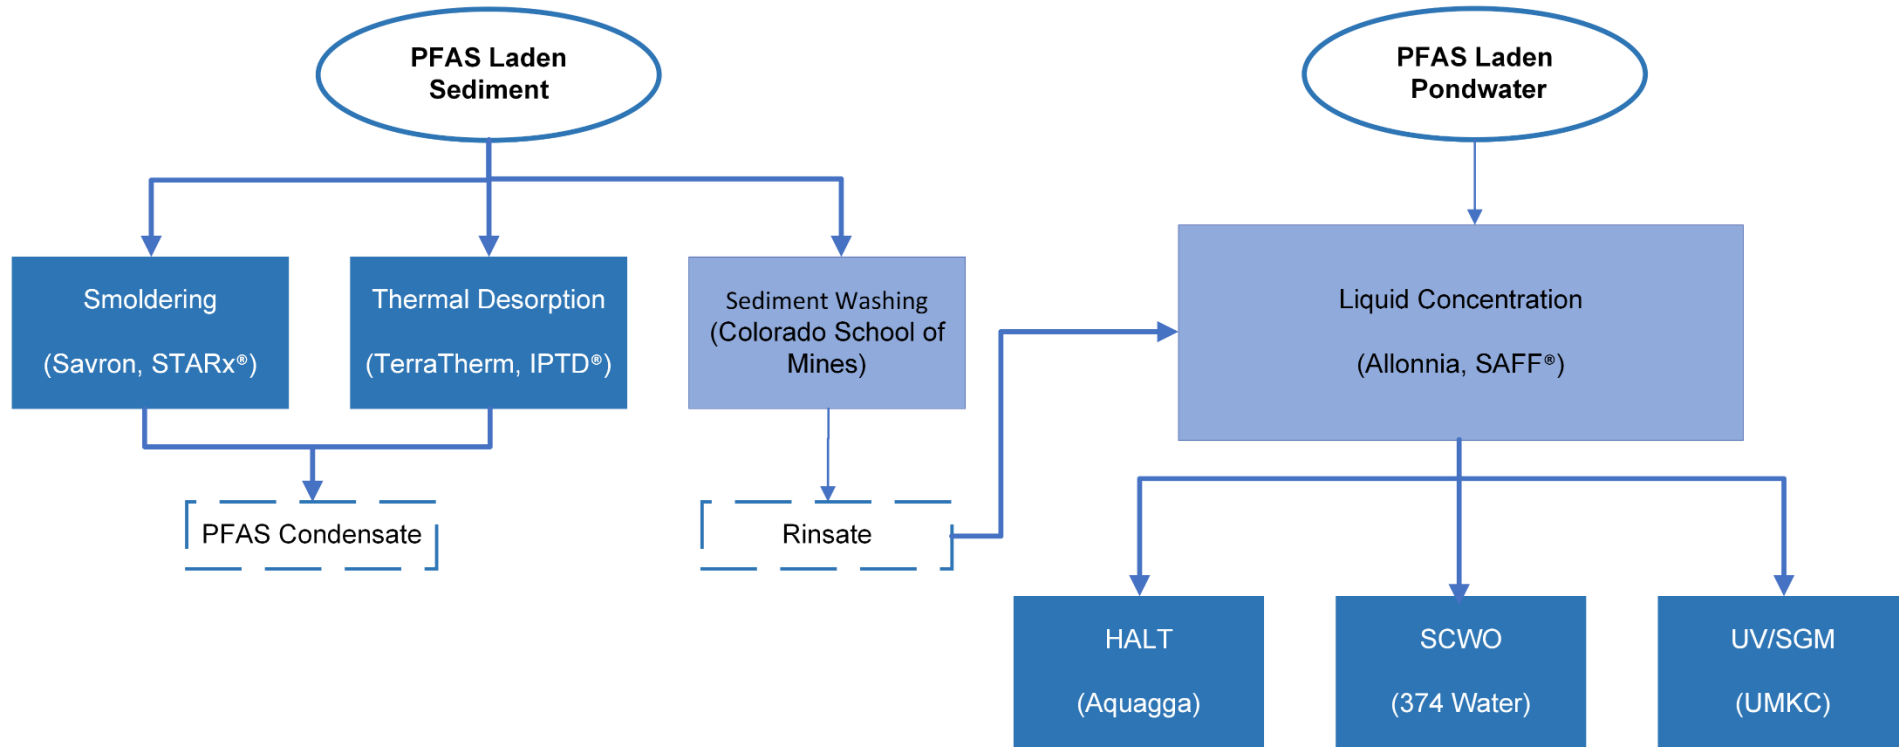 PFAS Laden
Sediment
PFAS Laden
Pondwater
Smoldering
(Savron, STARx®)
Thermal Desorption
(TerraTherm, IPTD®)
Sediment Washing
(Colorado School of
Mines)
Liquid Concentration
(Allonnia, SAFF®)
PFAS Condensate
Rinsate
HALT
(Aquagga)
SCWO
(374 Water)
UV/SGM
(UMKC)